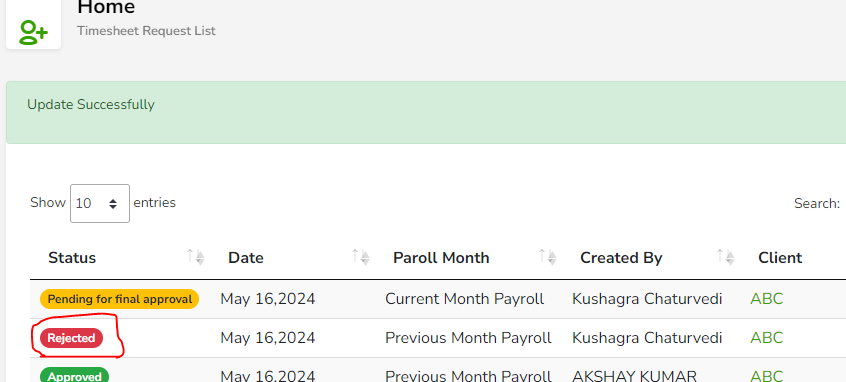 Home
Timesheet Request List
Update Successfully
Show 10 entries Search:
Status Date Paroll Month Created By Client
Pending for final approval May 16,2024 Current Month Payroll Kushagra Chaturvedi ABC
Rejected May 16,2024 Previous Month Payroll Kushagra Chaturvedi ABC
Approved May 16,2024 Previous Month Payroll AKSHAY KUMAR ABC